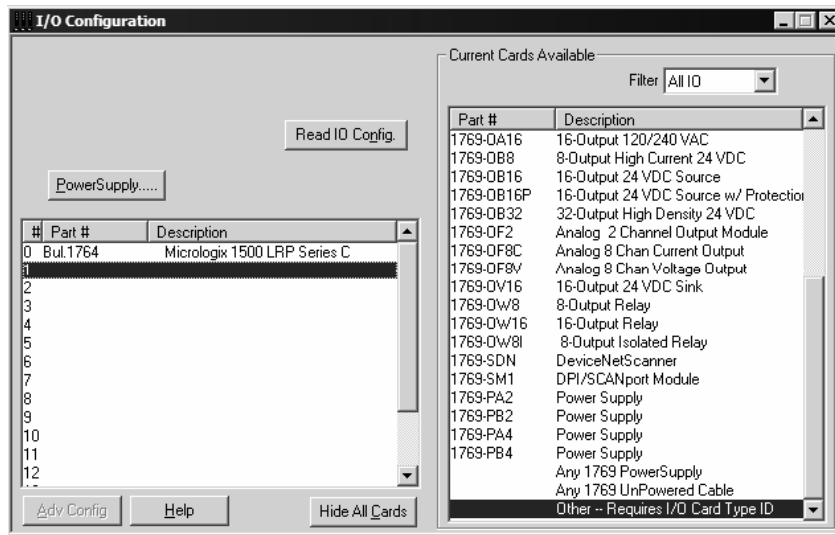 I/O Configuration
Read IO Config.
PowerSupply.....
# Part # Description
0 Bul.1764 Micrologix 1500 LRP Series C
1
2
3
4
5
6
7
8
9
10
11
12
Adv Config Help Hide All Cards
Current Cards Available
Filter All IO
Part # Description
1769-OA16 16-Output 120/240 VAC
1769-OB8 8-Output High Current 24 VDC
1769-OB16 16-Output 24 VDC Source
1769-OB16P 16-Output 24 VDC Source w/ Protection
1769-OB32 32-Output High Density 24 VDC
1769-OF2 Analog 2 Channel Output Module
1769-OF8C Analog 8 Chan Current Output
1769-OF8V Analog 8 Chan Voltage Output
1769-OV16 16-Output 24 VDC Sink
1769-OW8 8-Output Relay
1769-OW16 16-Output Relay
1769-OW8I 8-Output Isolated Relay
1769-SDN DeviceNetScanner
1769-SM1 DPI/SCANport Module
1769-PA2 Power Supply
1769-PB2 Power Supply
1769-PA4 Power Supply
1769-PB4 Power Supply
Any 1769 PowerSupply
Any 1769 UnPowered Cable
Other -- Requires I/O Card Type ID